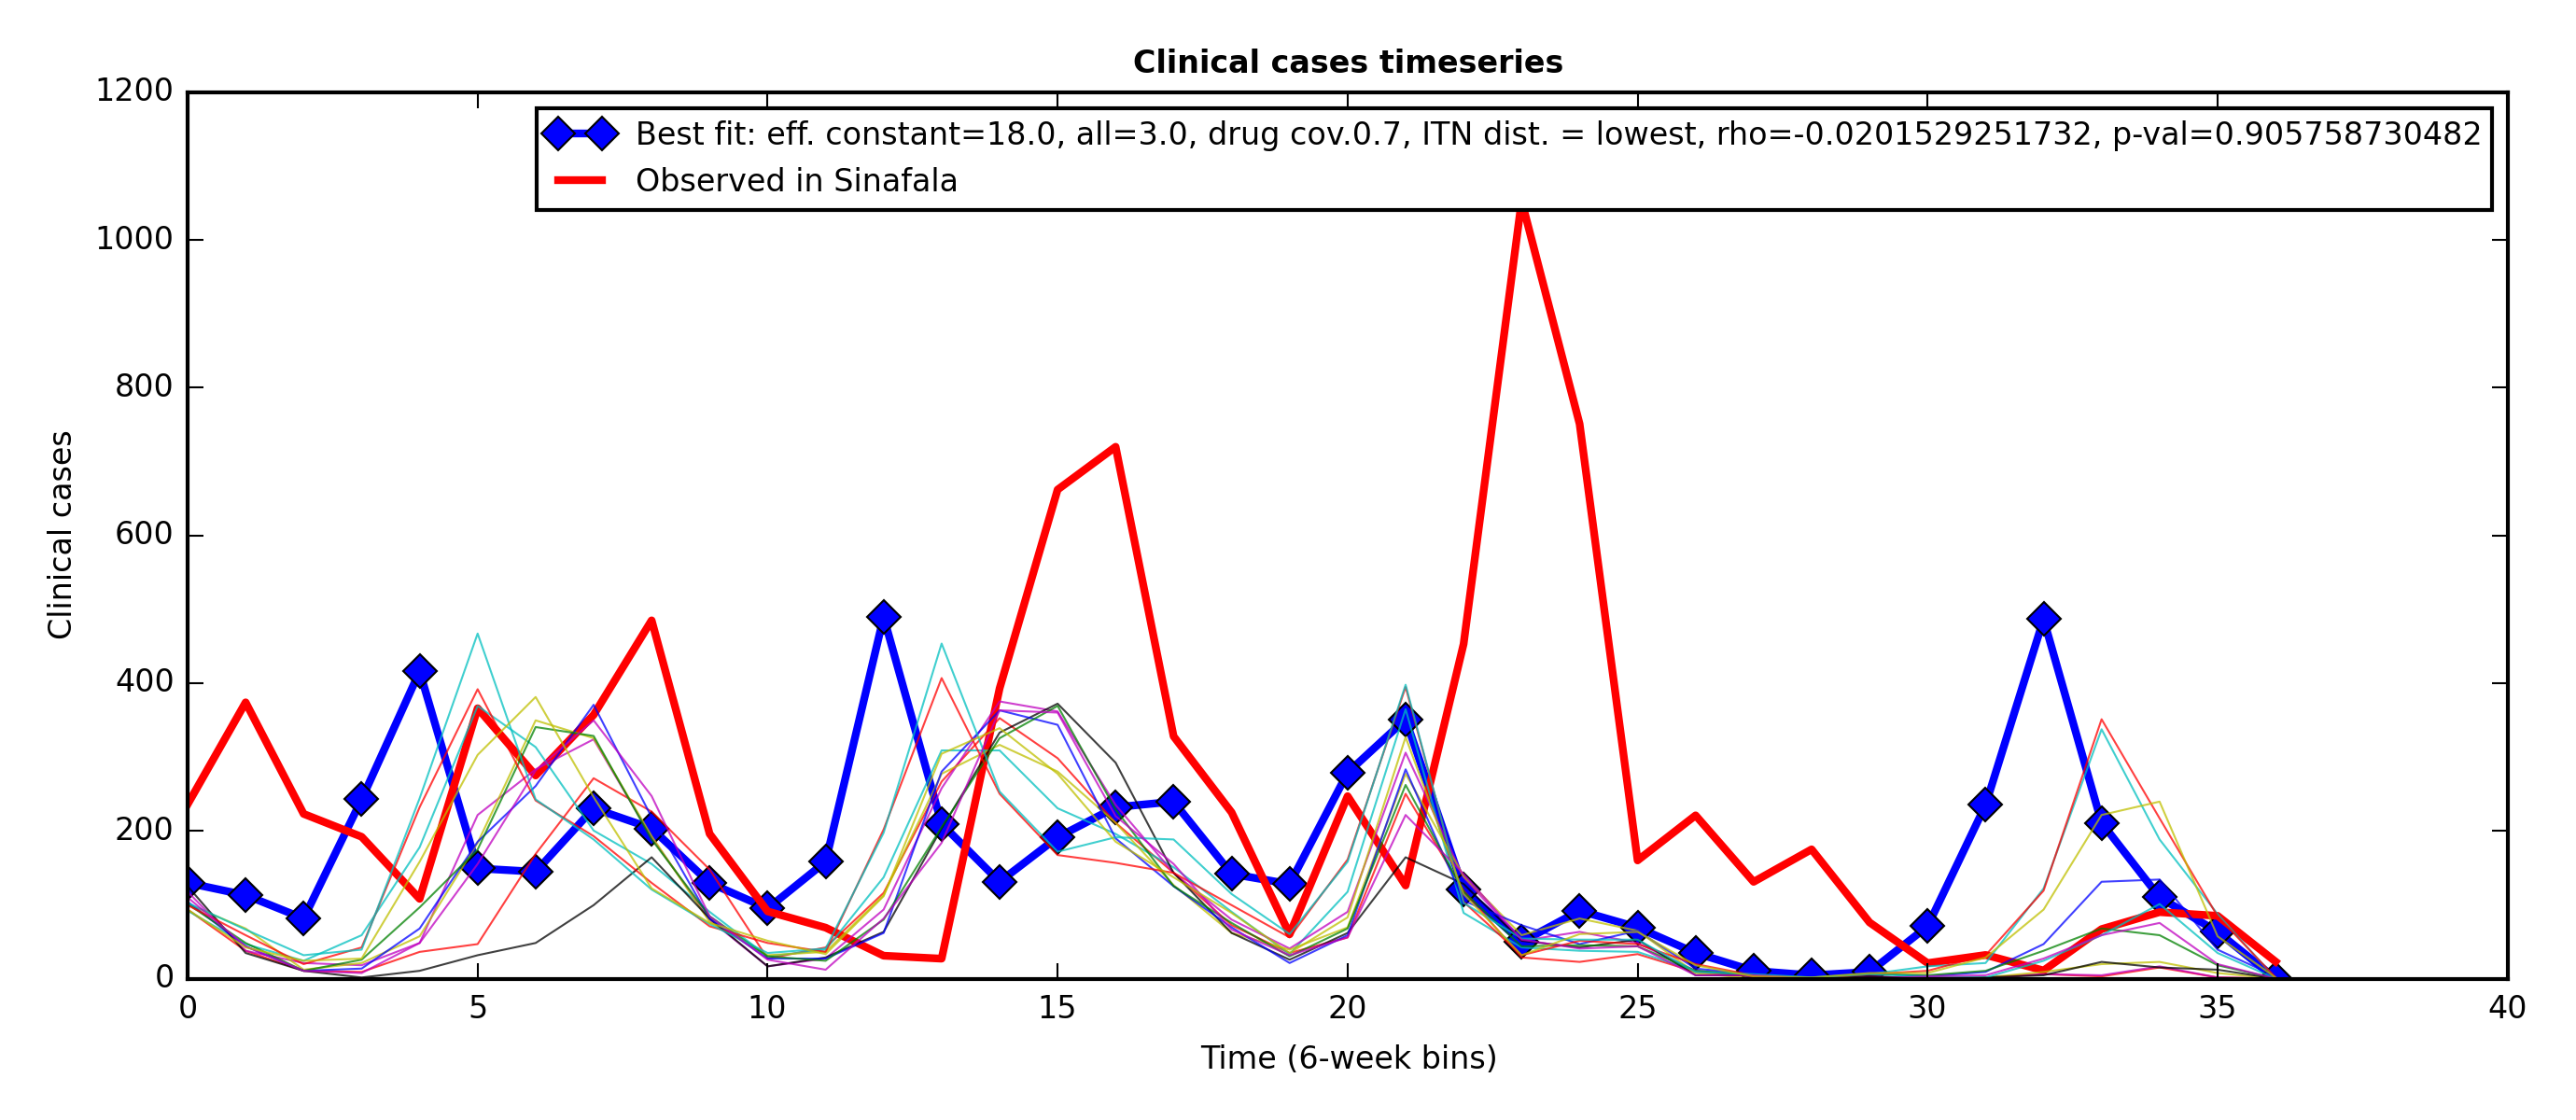 Clinical cases timeseries
1200
1000
800
600
400
200
0
Clinical cases
Best fit: eff. constant=18.0, all=3.0, drug cov.0.7, ITN dist. = lowest, rho=-0.0201529251732, p-val=0.905758730482
Observed in Sinafala
0 5 10 15 20 25 30 35 40
Time (6-week bins)